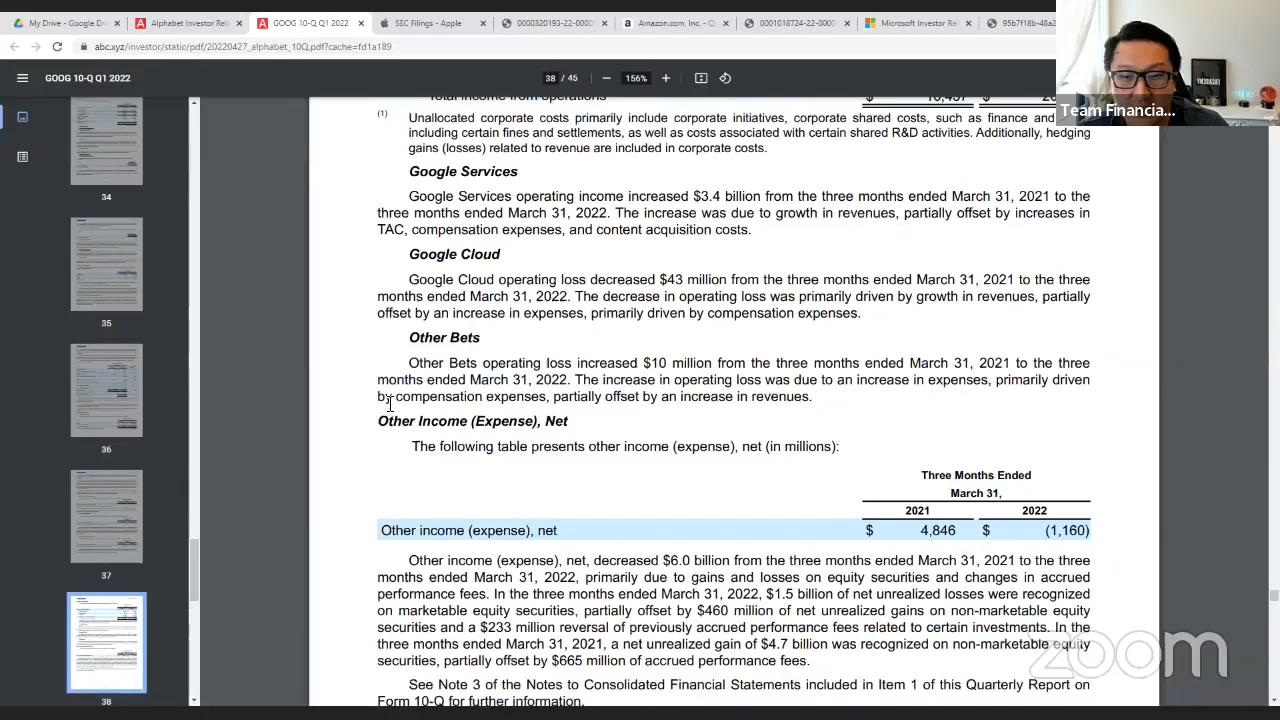 My Drive - Google D
Alphabet Investor Rela
GOOG 10-Q Q1 2022
SEC Filings - Apple
Amazon.com, Inc. - Q
Microsoft Investor Re
abc.xyz/investor/static/pdf/20220427_alphabet_10Q.pdf?cache=fd1a189
GOOG 10-Q Q1 2022
38 / 45
156%
Team Financia...
34
35
36
37
38
(1) Unallocated corporate costs primarily include corporate initiatives, corporate shared costs, such as finance and
including certain fines and settlements, as well as costs associated with certain shared R&D activities. Additionally, hedging
gains (losses) related to revenue are included in corporate costs.
Google Services
Google Services operating income increased $3.4 billion from the three months ended March 31, 2021 to the
three months ended March 31, 2022. The increase was due to growth in revenues, partially offset by increases in
TAC, compensation expenses, and content acquisition costs.
Google Cloud
Google Cloud operating loss decreased $43 million from the three months ended March 31, 2021 to the three
months ended March 31, 2022. The decrease in operating loss was primarily driven by growth in revenues, partially
offset by an increase in expenses, primarily driven by compensation expenses.
Other Bets
Other Bets operating loss increased $10 million from the three months ended March 31, 2021 to the three
months ended March 31, 2022. The increase in operating loss was due to an increase in expenses, primarily driven
by compensation expenses, partially offset by an increase in revenues.
Other Income (Expense), Net
The following table presents other income (expense), net (in millions):
Three Months Ended
March 31,
2021 2022
Other income (expense), net $ 4,846 $ (1,160)
Other income (expense), net, decreased $6.0 billion from the three months ended March 31, 2021 to the three
months ended March 31, 2022, primarily due to gains and losses on equity securities and changes in accrued
performance fees. In the three months ended March 31, 2022, billion of net unrealized losses were recognized
on marketable equity securities, partially offset by $460 million in net unrealized gains on non-marketable equity
securities and a $233 million reversal of previously accrued performance fees related to certain investments. In the
three months ended March 31, 2021, a net unrealized gain of $4.7 billion was recognized on non-marketable equity
securities, partially offset by $665 million of accrued performance fees.
See Note 3 of the Notes to Consolidated Financial Statements included in Item 1 of this Quarterly Report on
Form 10-Q for further information.
zoom